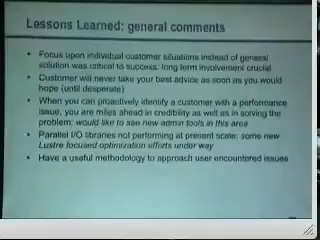 Lessons Learned: general comments
• Focus upon individual customer situations instead of general
solution was critical to success; long term involvement crucial
• Customer will never take your best advice as soon as you would
hope (until desperate)
• When you can proactively identify a customer with a performance
issue, you are miles ahead in credibility as well as in solving the
problem: would like to see new admin tools in this area
• Parallel I/O libraries not performing at present scale: some new
Lustre focused optimization efforts under way
• Have a useful methodology to approach user encountered issues